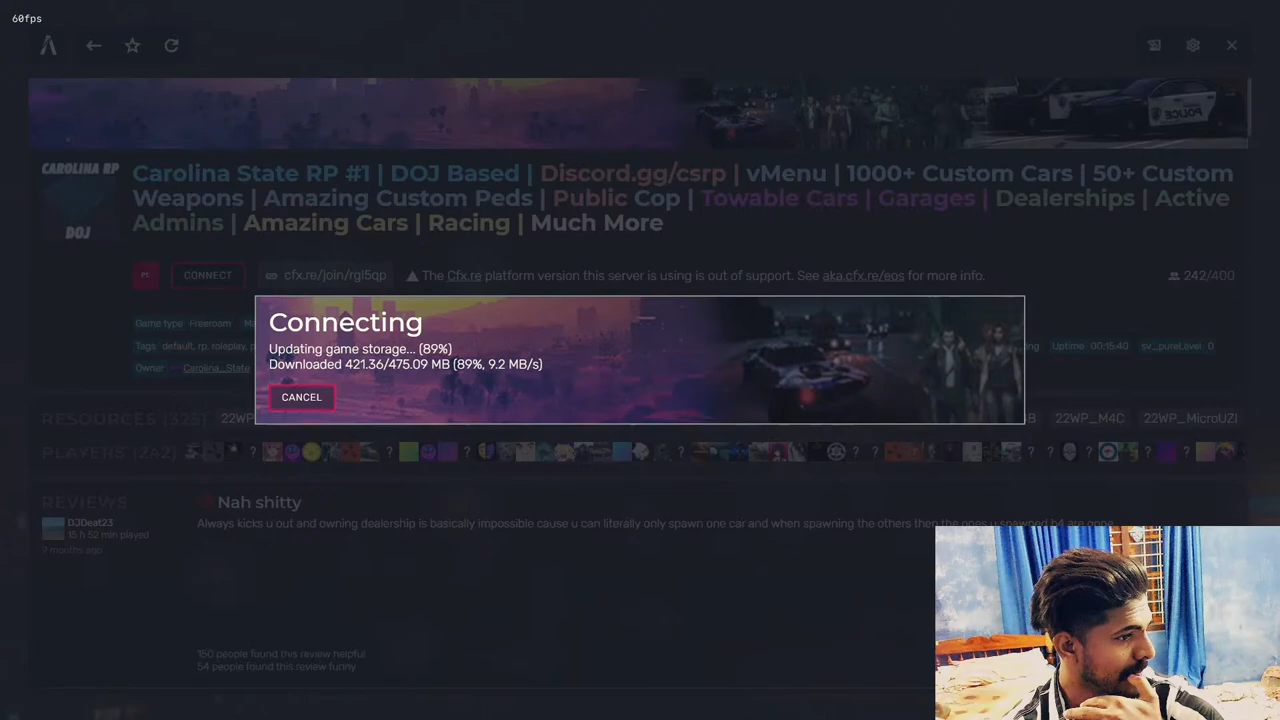 60fps
CAROLINA RP
DOJ
Carolina State RP #1 | DOJ Based | Discord.gg/csrp | vMenu | 1000+ Custom Cars | 50+ Custom
Weapons | Amazing Custom Peds | Public Cop | Towable Cars | Garages | Dealerships | Active
Admins | Amazing Cars | Racing | Much More
P1
CONNECT
cfx.re/join/rgl5qp
The Cfx.re platform version this server is using is out of support. See aka.cfx.re/eos for more info.
242/400
POLICE
Game type Freeroam
Connecting
Updating game storage... (89%)
Downloaded 421.36/475.09 MB (89%, 9.2 MB/s)
CANCEL
Tags default, rp, roleplay,
Uptime 00:15:40 sv_pureLevel 0
Owner Carolina_State
RESOURCES (325)
22WP_M4C 22WP_MicroUZI
PLAYERS (242)
REVIEWS
DJDeat23
15 h 52 min played
7 months ago
Nah shitty
Always kicks u out and owning dealership is basically impossible cause u can literally only spawn one car and when spawning the others then the ones u spawned b4 are gone
150 people found this review helpful
54 people found this review funny